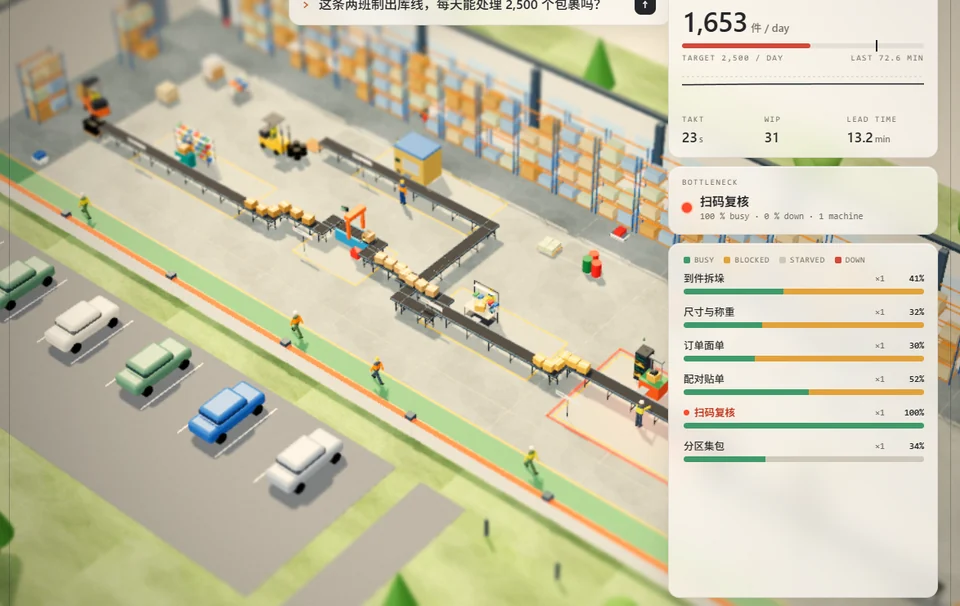 › 这条两班制出库线，每天能处理 2,500 个包裹吗？ ↑
1,653 件 / day
TARGET 2,500 / DAY LAST 72.6 MIN
TAKT WIP LEAD TIME
23 s 31 13.2 min
BOTTLENECK
扫码复核
100 % busy · 0 % down · 1 machine
BUSY BLOCKED STARVED DOWN
到件拆垛 ×1 41%
尺寸与称重 ×1 32%
订单面单 ×1 30%
配对贴单 ×1 52%
扫码复核 ×1 100%
分区集包 ×1 34%